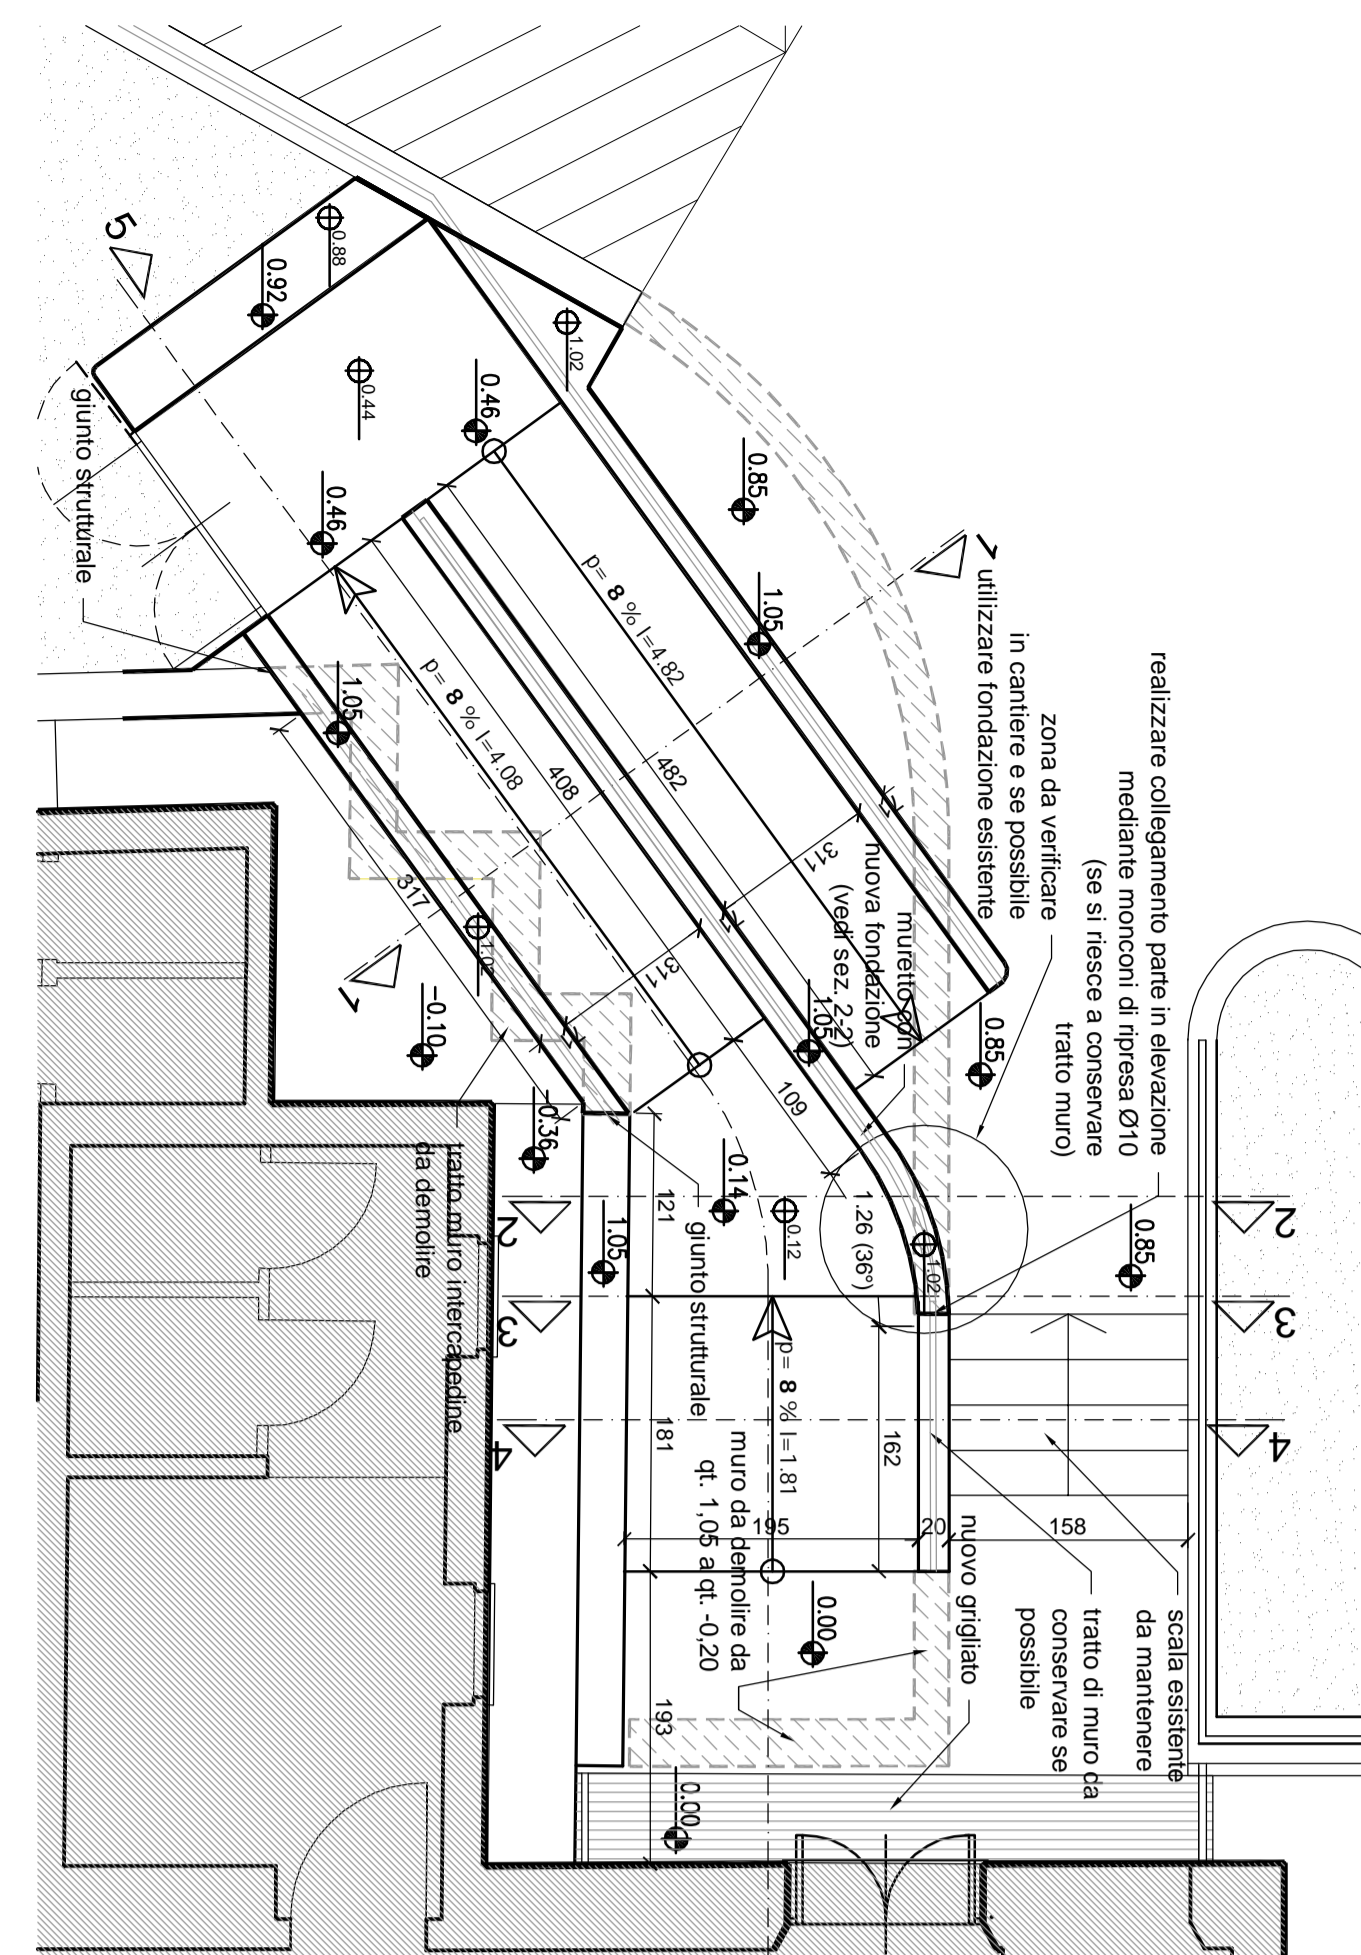 realizzare collegamento parte in elevazione
mediante monconi di ripresa Ø10
(se si riesce a conservare
tratto muro)
zona da verificare
in cantiere e se possibile
utilizzare fondazione esistente
muretto con
nuova fondazione
(vedi sez. 2-2)
scala esistente
da mantenere
tratto di muro da
conservare se
possibile
nuovo grigliato
muro da demolire da
qt. 1,05 a qt. -0,20
giunto strutturale
giunto strutturale
tratto muro intercapedine
da demolire
p= 8 % l=4.82
p= 8 % l=4.08
p= 8 % l=1.81
5
0.88
0.92
0.44
0.46
0.46
1.02
0.85
1.05
1.05
1.02
-0.10
-0.36
1.05
0.14
0.12
1.05
1.02
0.85
0.85
0.00
0.00
482
408
311
311
317
109
1.26 (36°)
121
181
162
195
20
158
193
1
1
2
3
4
2
3
4